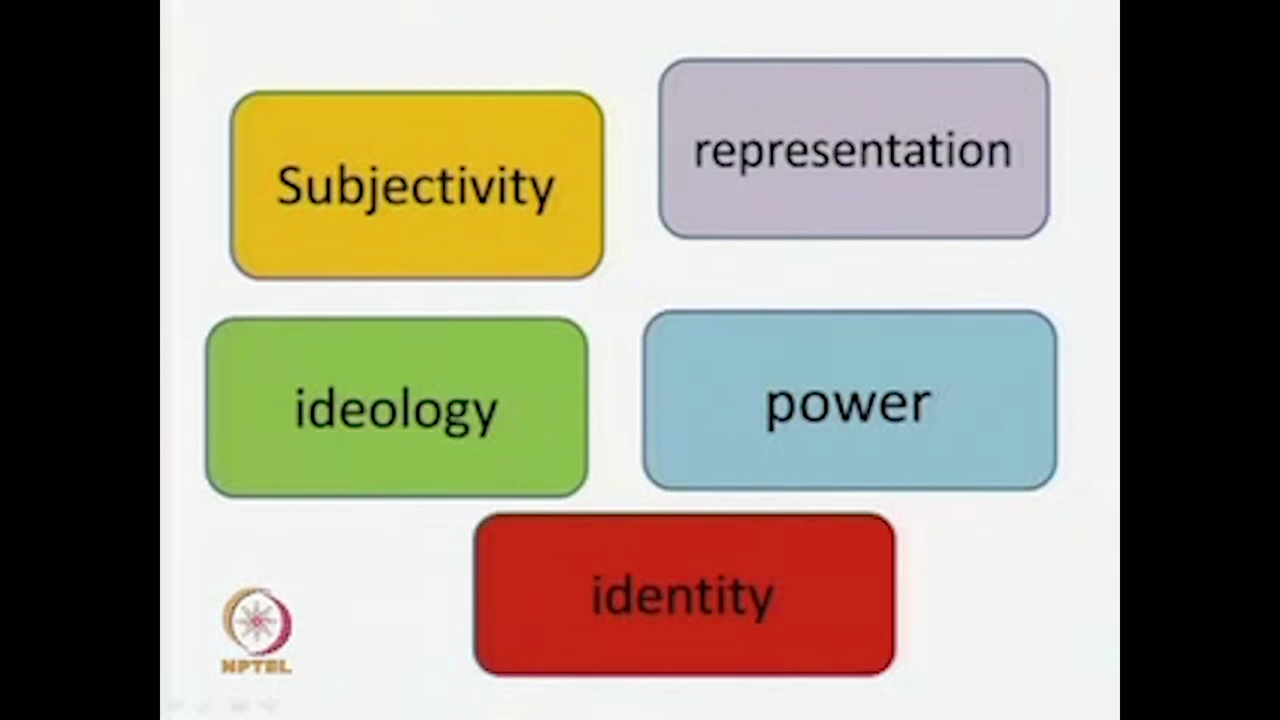 Subjectivity
representation
ideology
power
identity
NPTEL